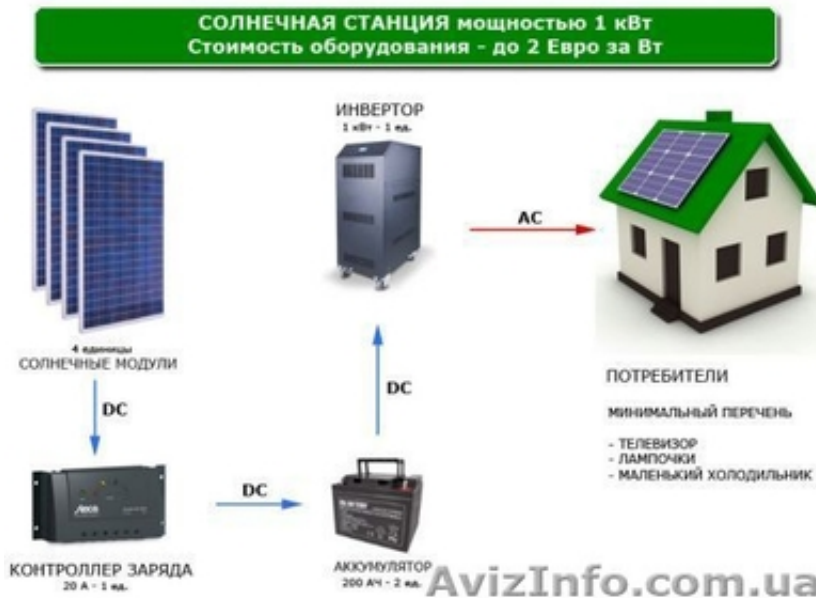 СОЛНЕЧНАЯ СТАНЦИЯ мощностью 1 кВт
Стоимость оборудования - до 2 Евро за Вт
ИНВЕРТОР
1 кВт - 1 ед.
AC
4 единицы
СОЛНЕЧНЫЕ МОДУЛИ
DC
DC
ПОТРЕБИТЕЛИ
МИНИМАЛЬНЫЙ ПЕРЕЧЕНЬ
- ТЕЛЕВИЗОР
- ЛАМПОЧКИ
- МАЛЕНЬКИЙ ХОЛОДИЛЬНИК
DC
КОНТРОЛЛЕР ЗАРЯДА
20 А - 1 ед.
АККУМУЛЯТОР
200 АЧ - 2 ед.
AvizInfo.com.ua